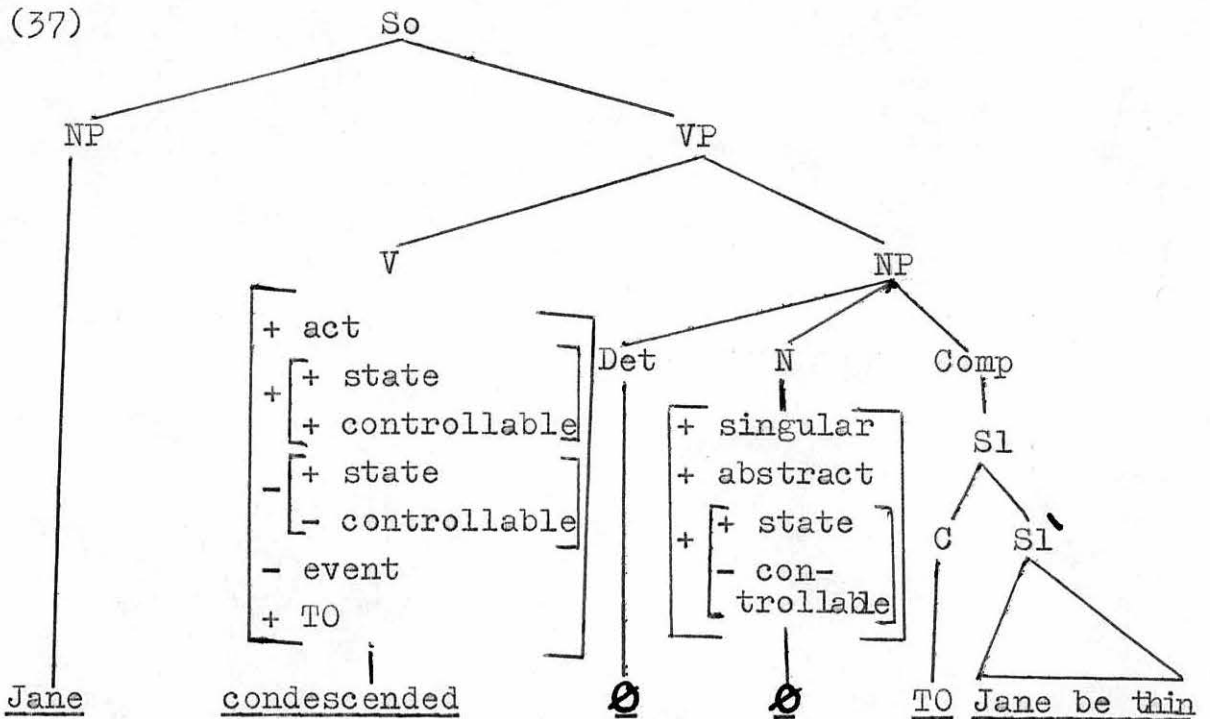 (37)
So
NP VP
V NP
+ act Det N Comp
+ + state
+ controllable
- + state
- controllable
- event
+ TO
+ singular
+ abstract
+ + state
- con-
trollable
S1
C S1'
Jane condescended Ø Ø TO Jane be thin